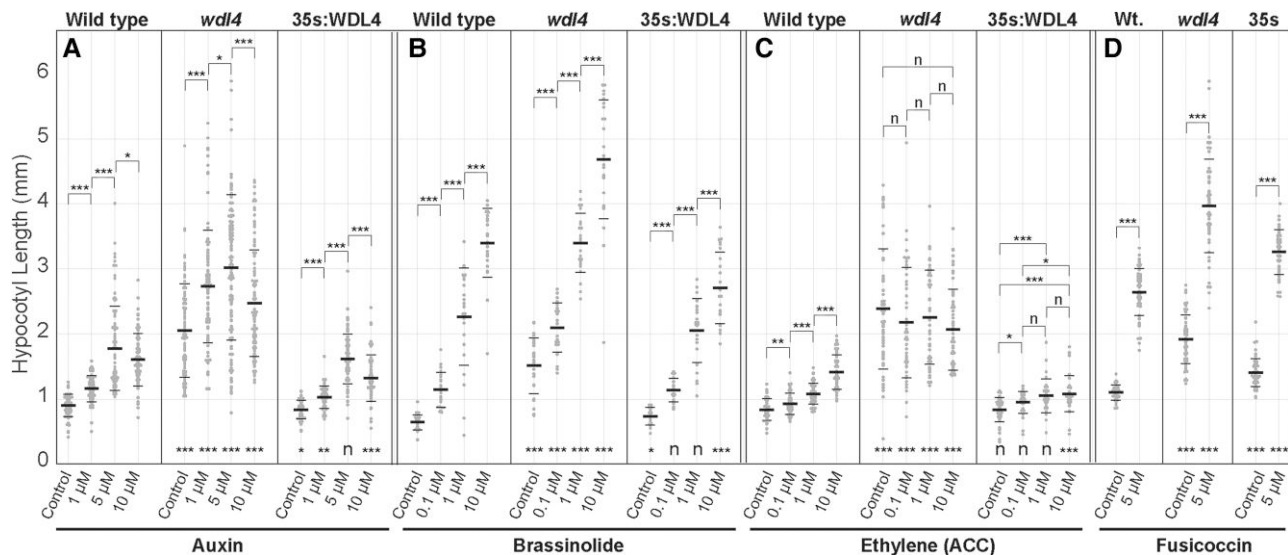 Wild type wdl4 35s:WDL4 Wild type wdl4 35s:WDL4 Wild type wdl4 35s:WDL4 Wt. wdl4 35s
A B C D
Hypocotyl Length (mm)
6
5
4
3
2
1
0
*** *** * *** * *** *** *** ***
*** *** *** *** *** *** *** *** ***
** *** *** n n n n *** * *** n n *
*** *** ***
*** *** *** *** * ** n *** *** *** *** *** * n n *** *** *** *** *** n n n *** *** *** *** ***
Control 1 µM 5 µM 10 µM Control 1 µM 5 µM 10 µM Control 1 µM 5 µM 10 µM
Control 0.1 µM 1 µM 10 µM Control 0.1 µM 1 µM 10 µM Control 0.1 µM 1 µM 10 µM
Control 0.1 µM 1 µM 10 µM Control 0.1 µM 1 µM 10 µM Control 0.1 µM 1 µM 10 µM
Control 5 µM Control 5 µM Control 5 µM
Auxin Brassinolide Ethylene (ACC) Fusicoccin